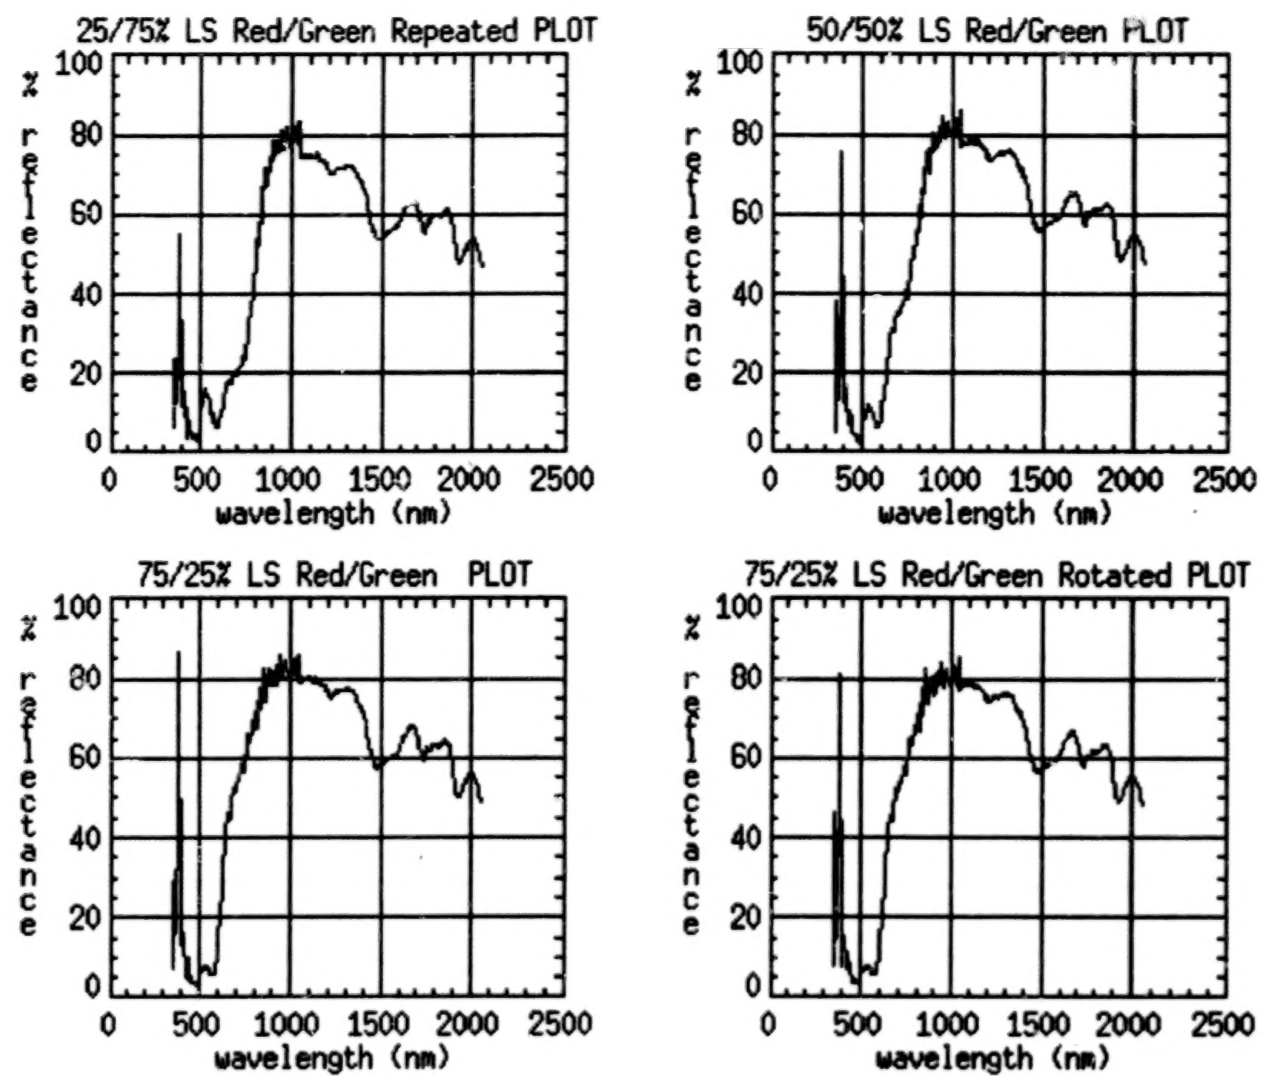 25/75% LS Red/Green Repeated PLOT
% reflectance
100
80
60
40
20
0
0 500 1000 1500 2000 2500
wavelength (nm)
50/50% LS Red/Green PLOT
% reflectance
100
80
60
40
20
0
0 500 1000 1500 2000 2500
wavelength (nm)
75/25% LS Red/Green PLOT
% reflectance
100
80
60
40
20
0
0 500 1000 1500 2000 2500
wavelength (nm)
75/25% LS Red/Green Rotated PLOT
% reflectance
100
80
60
40
20
0
0 500 1000 1500 2000 2500
wavelength (nm)